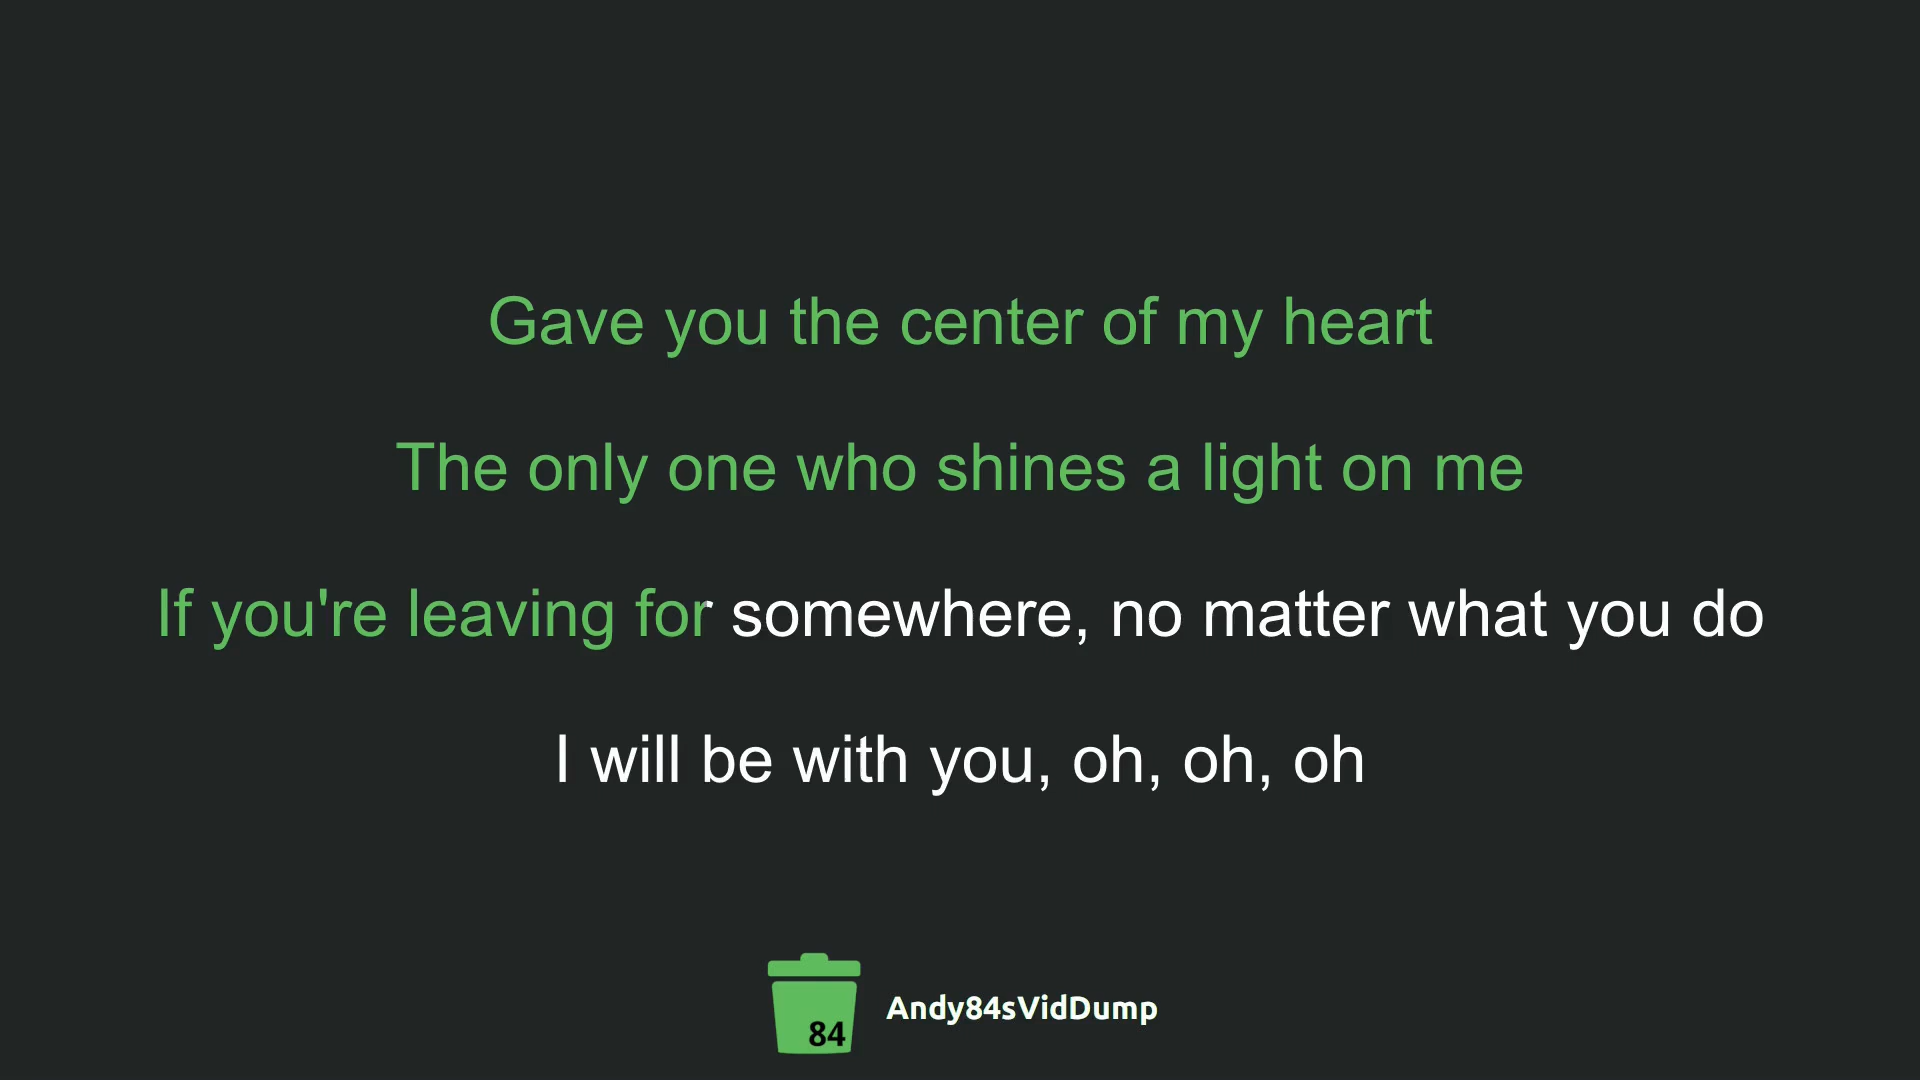 Gave you the center of my heart
The only one who shines a light on me
If you're leaving for somewhere, no matter what you do
I will be with you, oh, oh, oh
84
Andy84sVidDump